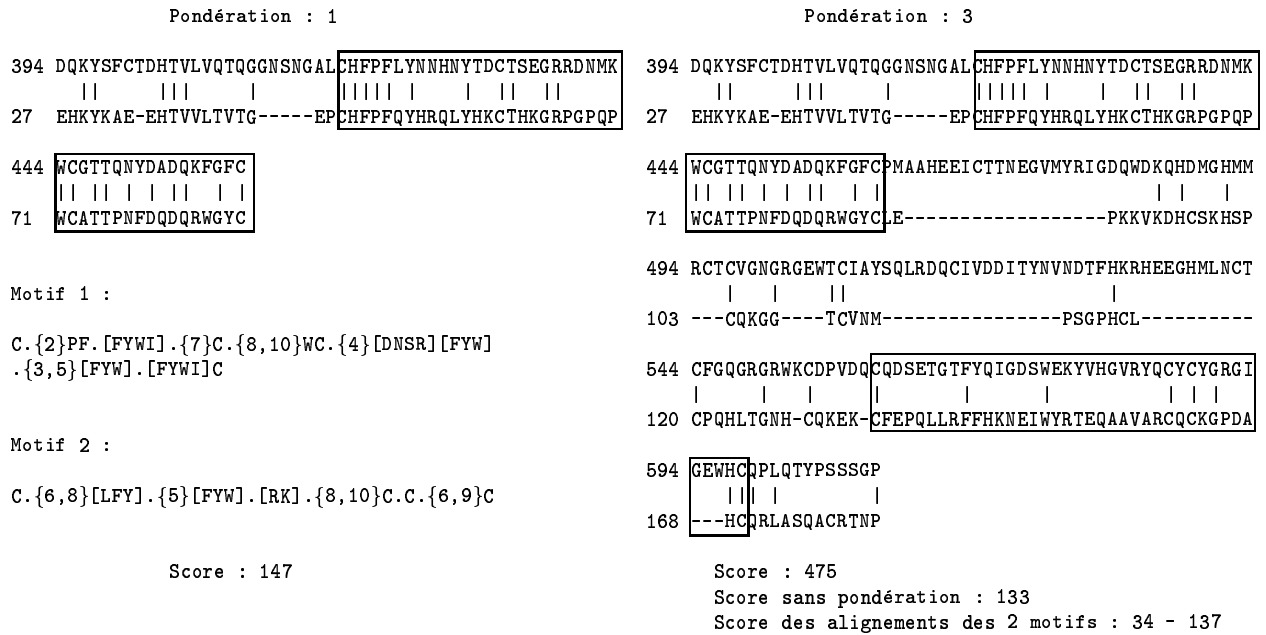 Pondération : 1
394 DQKYSFCTDHTVLVQTQGGNSNGALCHFPFLYNNHNYTDCTSEGRRDNMK
27 EHKYKAE-EHTVVLTVTG-----EPCHFPFQYHRQLYHKCTHKGRPGPQP
444 WCGTTQNYDADQKFGFC
71 WCATTPNFDQDQRWGYC
Motif 1 :
C.{2}PF.[FYWI].{7}C.{8,10}WC.{4}[DNSR][FYW]
.{3,5}[FYW].[FYWI]C
Motif 2 :
C.{6,8}[LFY].{5}[FYW].[RK].{8,10}C.C.{6,9}C
Score : 147
Pondération : 3
394 DQKYSFCTDHTVLVQTQGGNSNGALCHFPFLYNNHNYTDCTSEGRRDNMK
27 EHKYKAE-EHTVVLTVTG-----EPCHFPFQYHRQLYHKCTHKGRPGPQP
444 WCGTTQNYDADQKFGFCPMAAHEEICTTNEGVMYRIGDQWDKQHDMGHMM
71 WCATTPNFDQDQRWGYCLE------------------PKKVKDHCSKHSP
494 RCTCVGNGRGEWTCIAYSQLRDQCIVDDITYNVNDTFHKRHEEGHMLNCT
103 ---CQKGG----TCVNM----------------PSGPHCL----------
544 CFGQGRGRWKCDPVDQCQDSETGTFYQIGDSWEKYVHGVRYQCYCYGRGI
120 CPQHLTGNH-CQKEK-CFEPQLLRFFHKNEIWYRTEQAAVARCQCKGPDA
594 GEWHCQPLQTYPSSSGP
168 ---HCQRLASQACRTNP
Score : 475
Score sans pondération : 133
Score des alignements des 2 motifs : 34 - 137